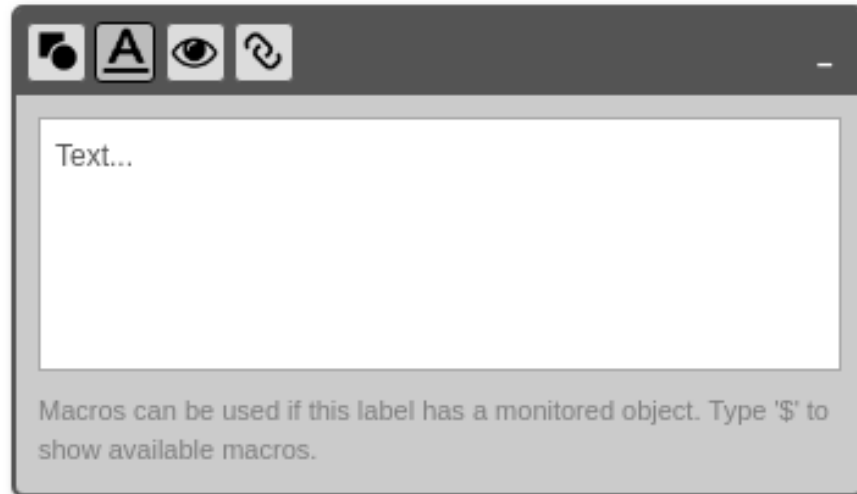 A
Text...
Macros can be used if this label has a monitored object. Type '$' to
show available macros.